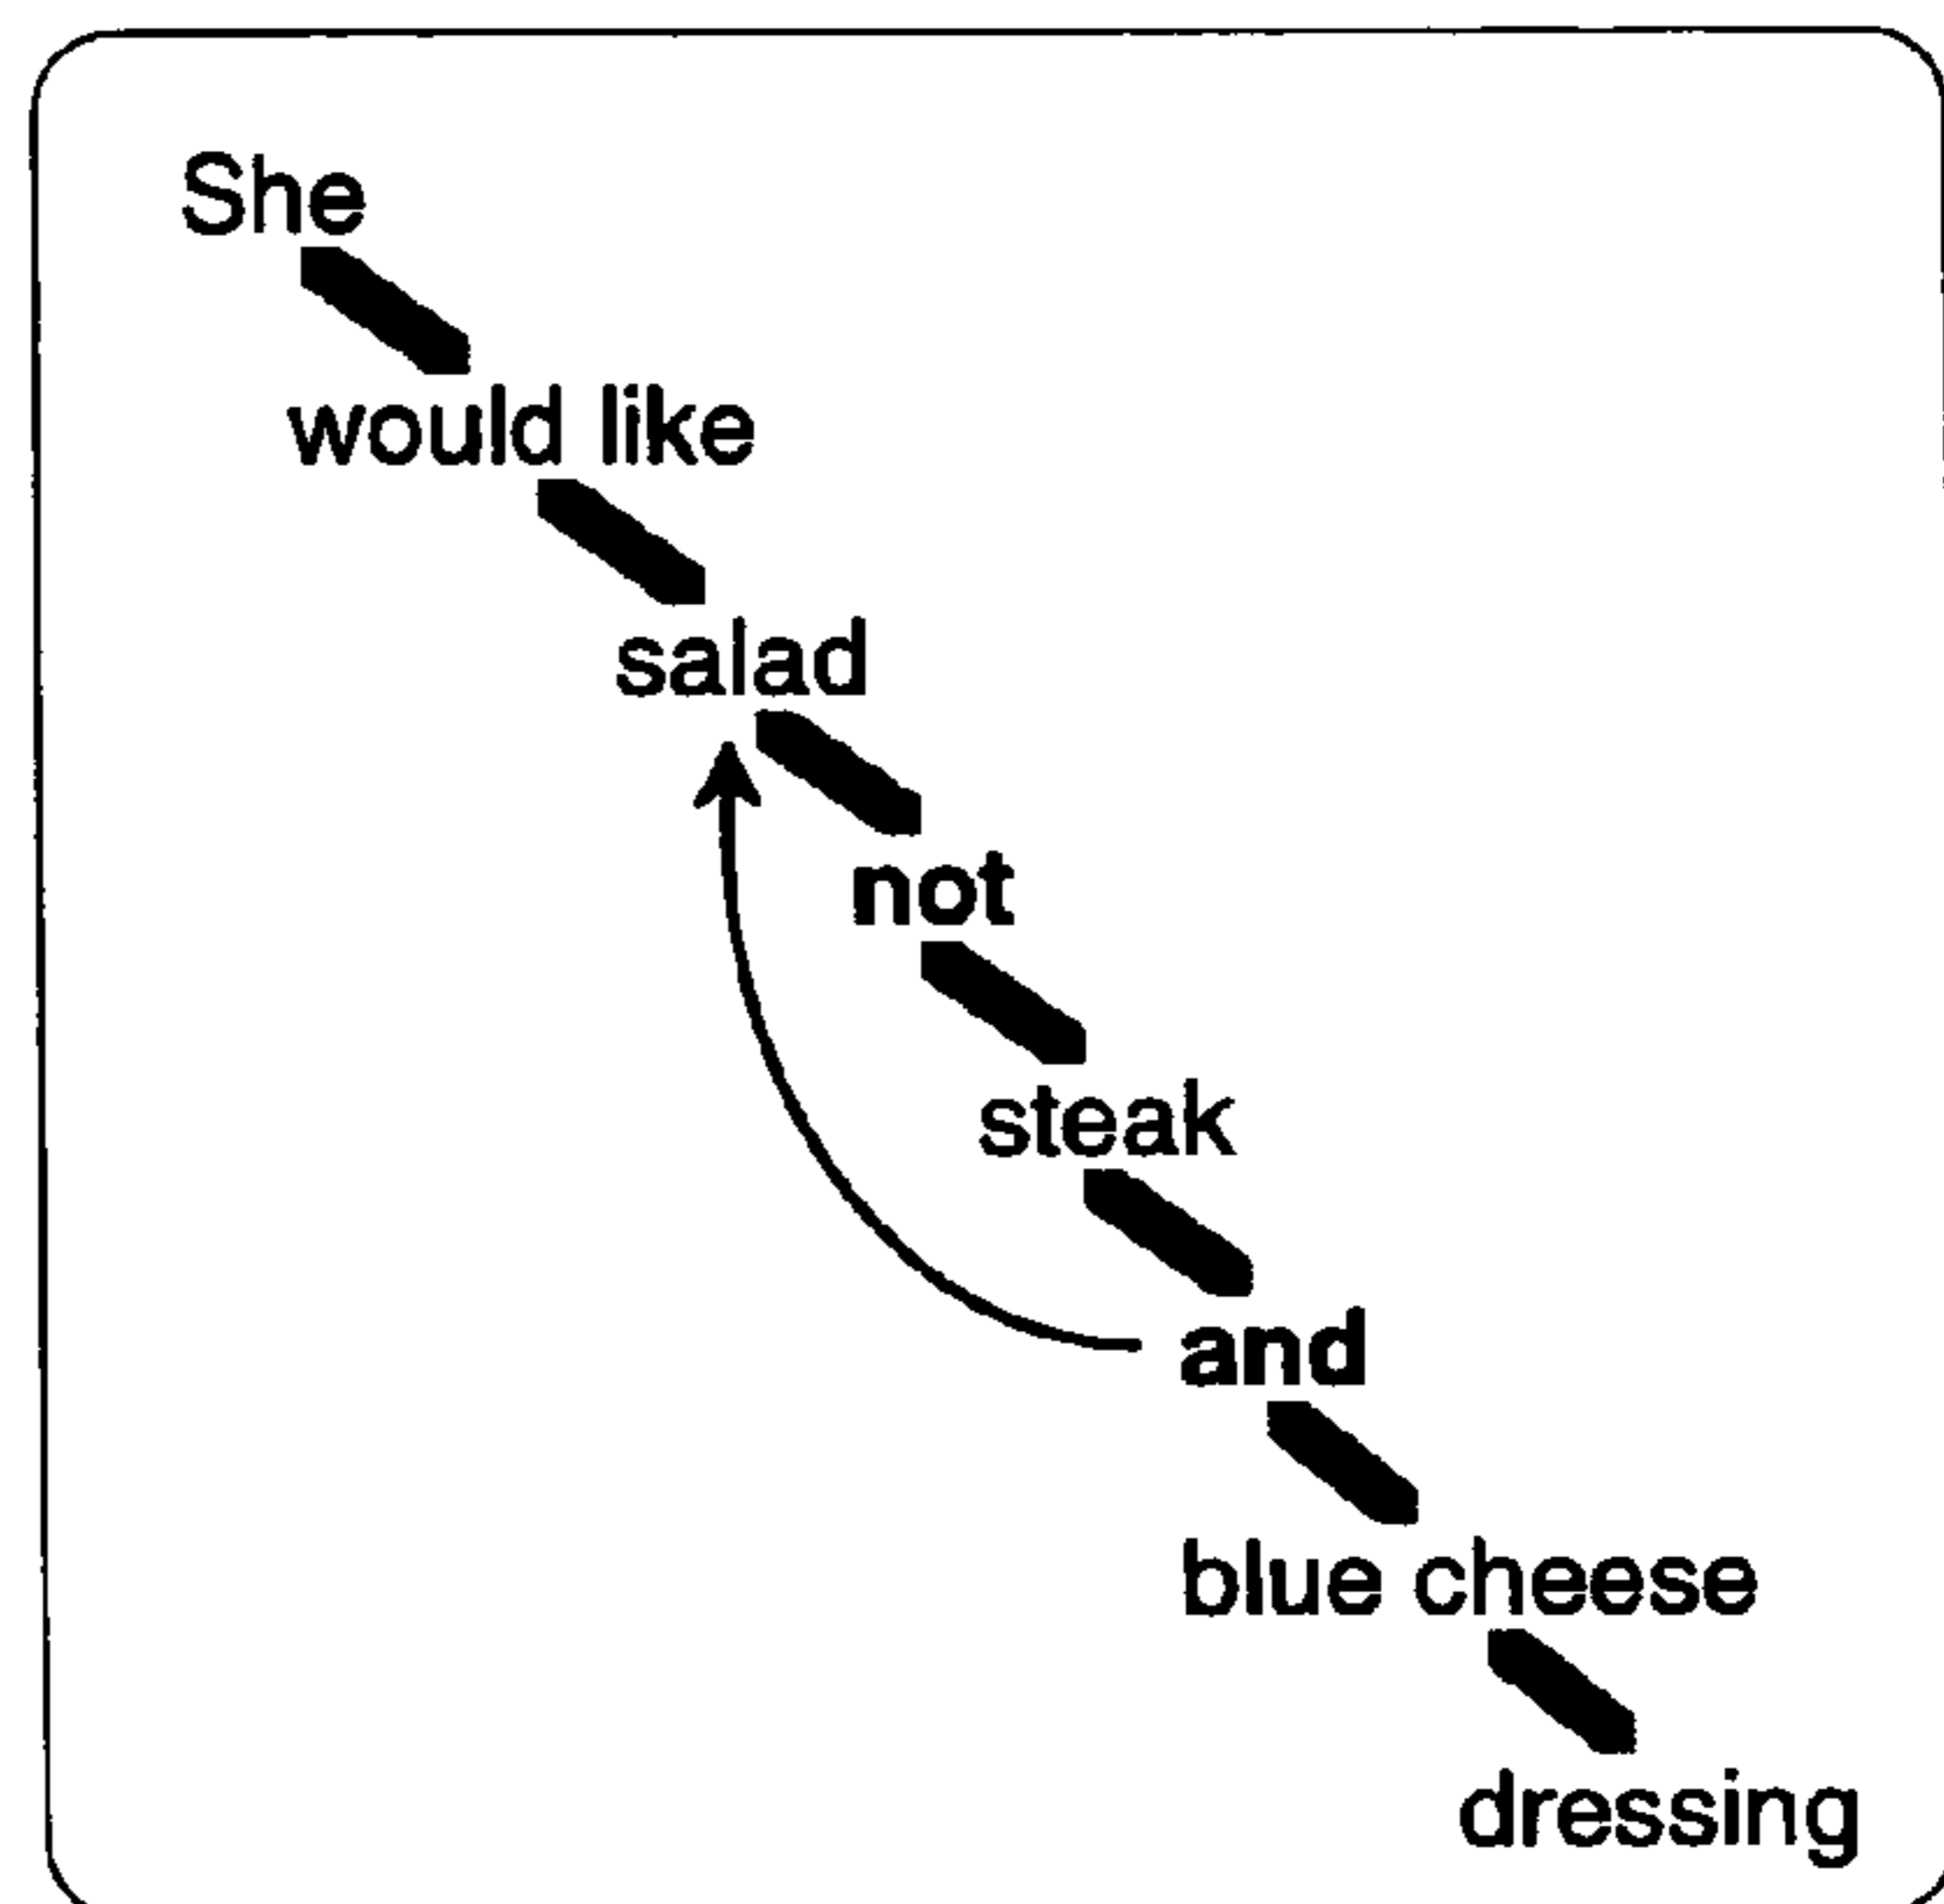 She
would like
salad
not
steak
and
blue cheese
dressing